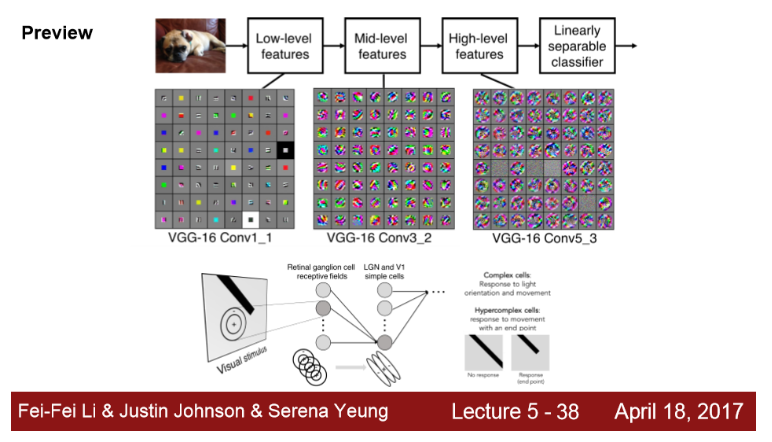 Preview
Low-level
features
Mid-level
features
High-level
features
Linearly
separable
classifier
VGG-16 Conv1_1
VGG-16 Conv3_2
VGG-16 Conv5_3
Retinal ganglion cell
receptive fields
LGN and V1
simple cells
Visual stimulus
Complex cells:
Response to light
orientation and movement
Hypercomplex cells:
response to movement
with an end point
No response
Response
(end point)
Fei-Fei Li & Justin Johnson & Serena Yeung
Lecture 5 - 38
April 18, 2017